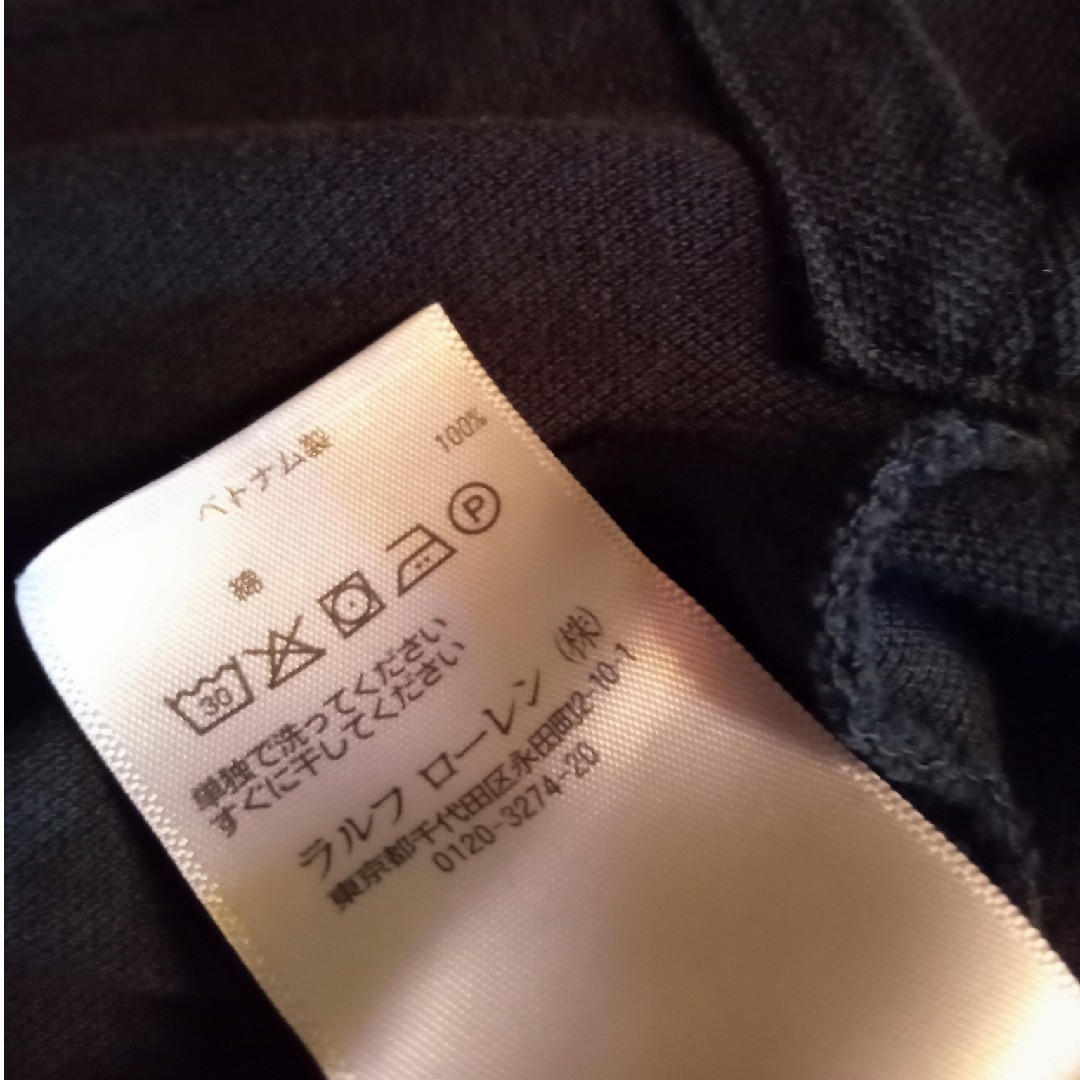 ベトナム製
綿 100%
30 P
単独で洗ってください
すぐに干してください
ラルフ ローレン (株)
東京都千代田区永田町2-10-1
0120-3274-20